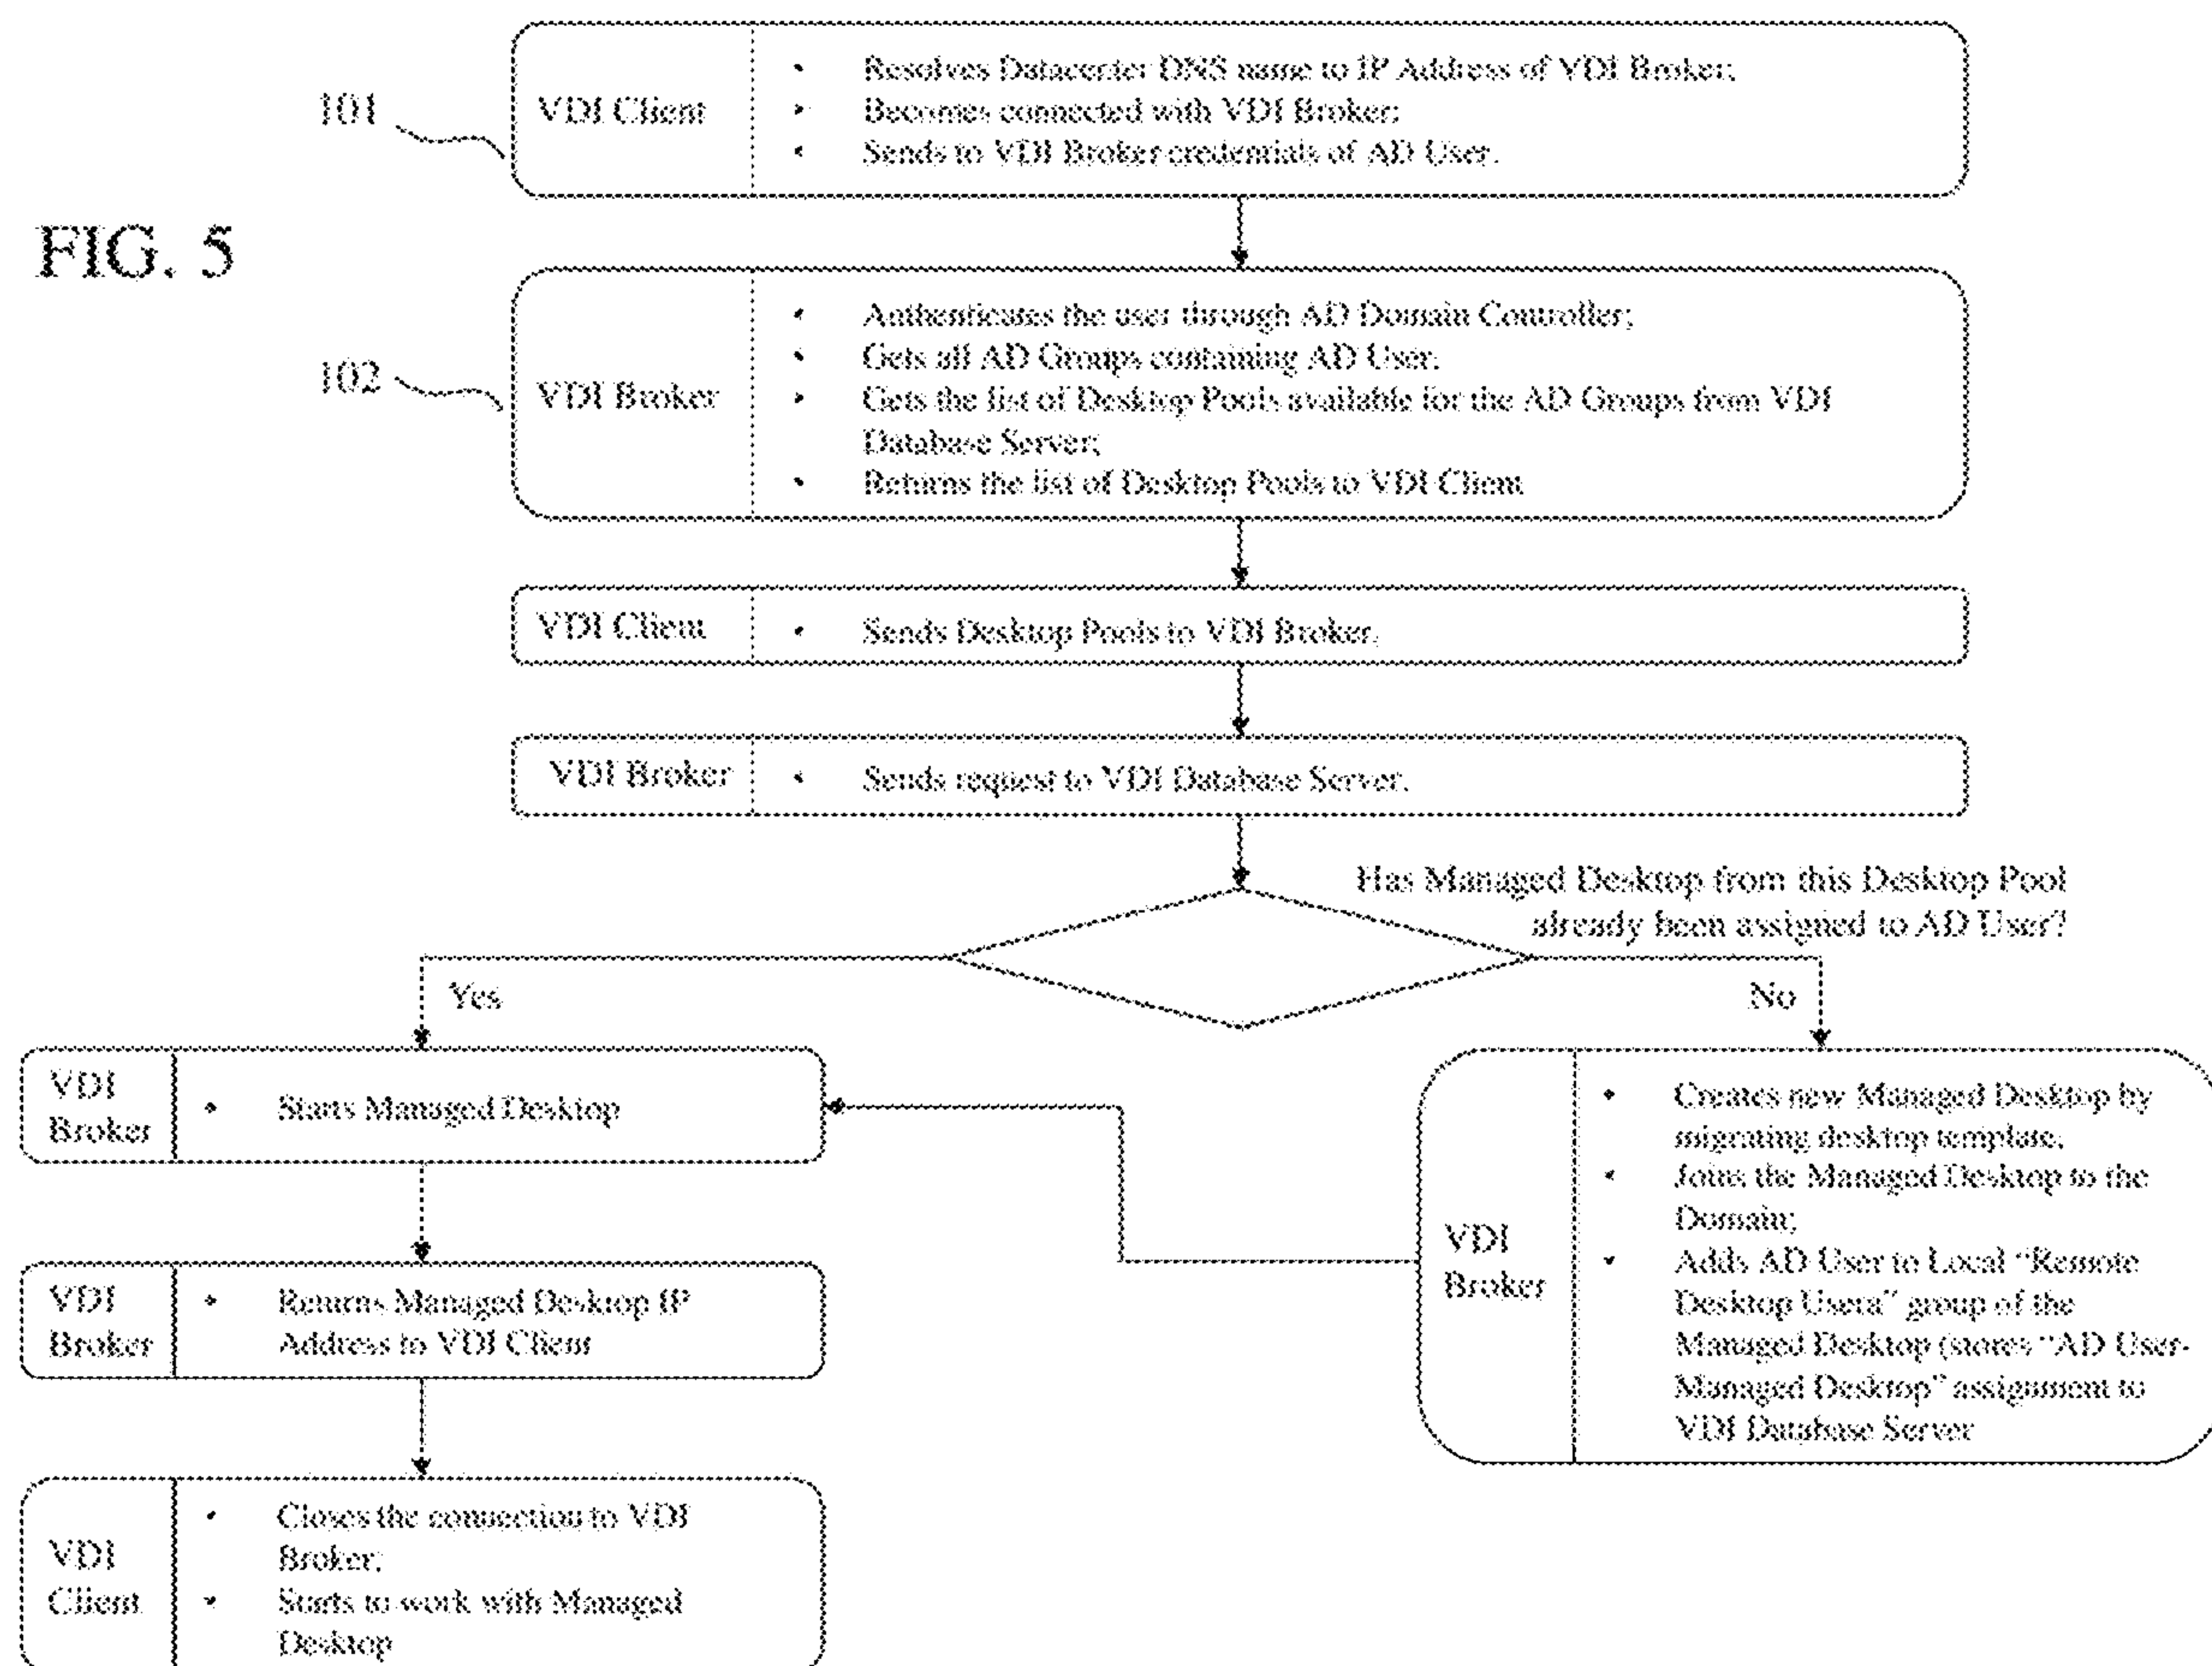 101
VDI Client
• Resolves Datacenter DNS name to IP Address of VDI Broker;
• Becomes connected with VDI Broker;
• Sends to VDI Broker credentials of AD User.
FIG. 5
102
VDI Broker
• Authenticates the user through AD Domain Controller;
• Gets all AD Groups containing AD User.
• Gets the list of Desktop Pools available for the AD Groups from VDI
Database Server;
• Returns the list of Desktop Pools to VDI Client
VDI Client
• Sends Desktop Pools to VDI Broker.
VDI Broker
• Sends request to VDI Database Server.
Has Managed Desktop from this Desktop Pool
already been assigned to AD User?
Yes
No
VDI
Broker
• Starts Managed Desktop
VDI
Broker
• Returns Managed Desktop IP
Address to VDI Client
VDI
Client
• Closes the connection to VDI
Broker;
• Starts to work with Managed
Desktop
VDI
Broker
• Creates new Managed Desktop by
migrating desktop template.
• Joins the Managed Desktop to the
Domain;
• Adds AD User to Local “Remote
Desktop Usera” group of the
Managed Desktop (stores “AD User-
Managed Desktop” assignment to
VDI Database Server